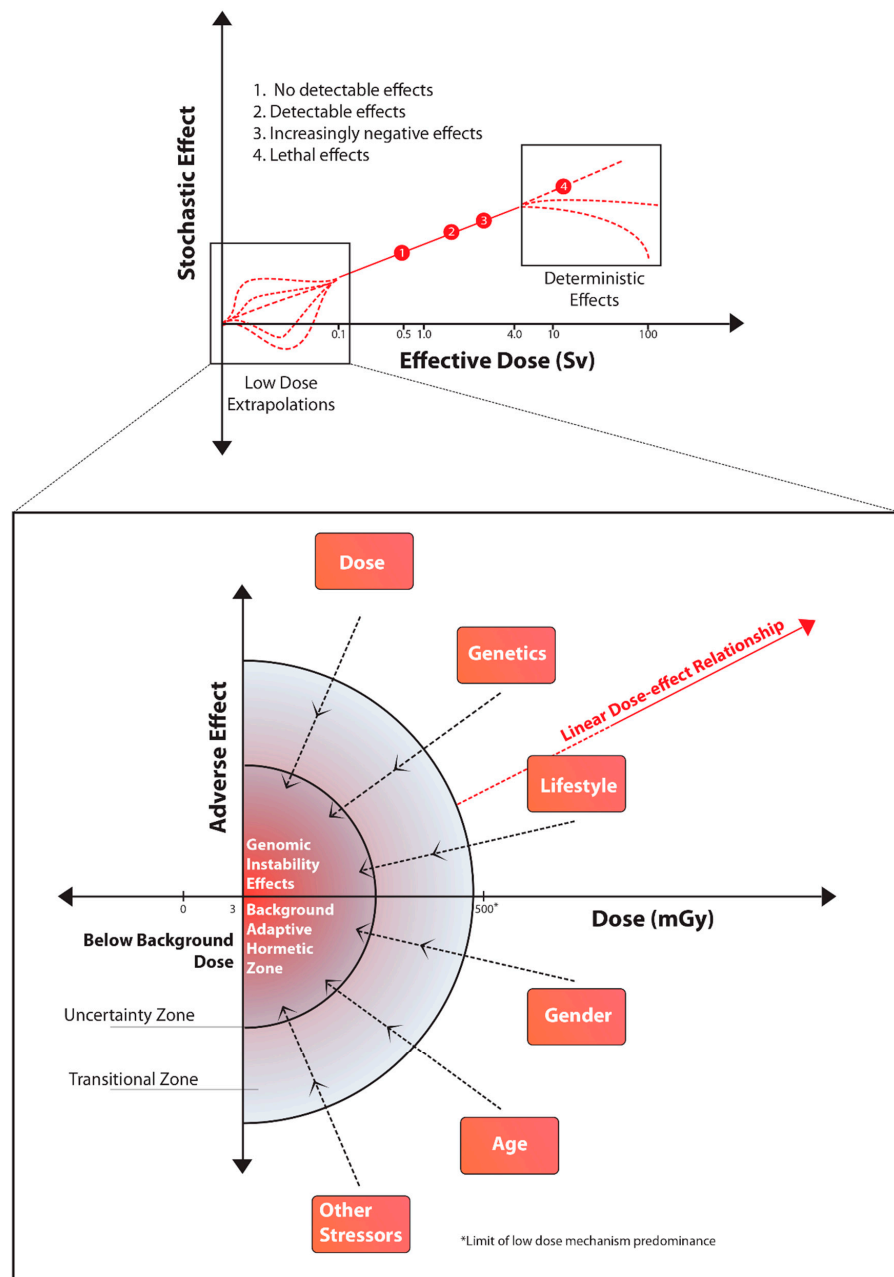 Stochastic Effect
1. No detectable effects
2. Detectable effects
3. Increasingly negative effects
4. Lethal effects
1
2
3
4
Deterministic
Effects
0.1
0.5
1.0
4.0
10
100
Effective Dose (Sv)
Low Dose
Extrapolations
Dose
Genetics
Linear Dose-effect Relationship
Lifestyle
Adverse Effect
Genomic
Instability
Effects
0
3
500*
Background
Adaptive
Hormetic
Zone
Dose (mGy)
Below Background
Dose
Gender
Uncertainty Zone
Transitional Zone
Age
Other
Stressors
*Limit of low dose mechanism predominance